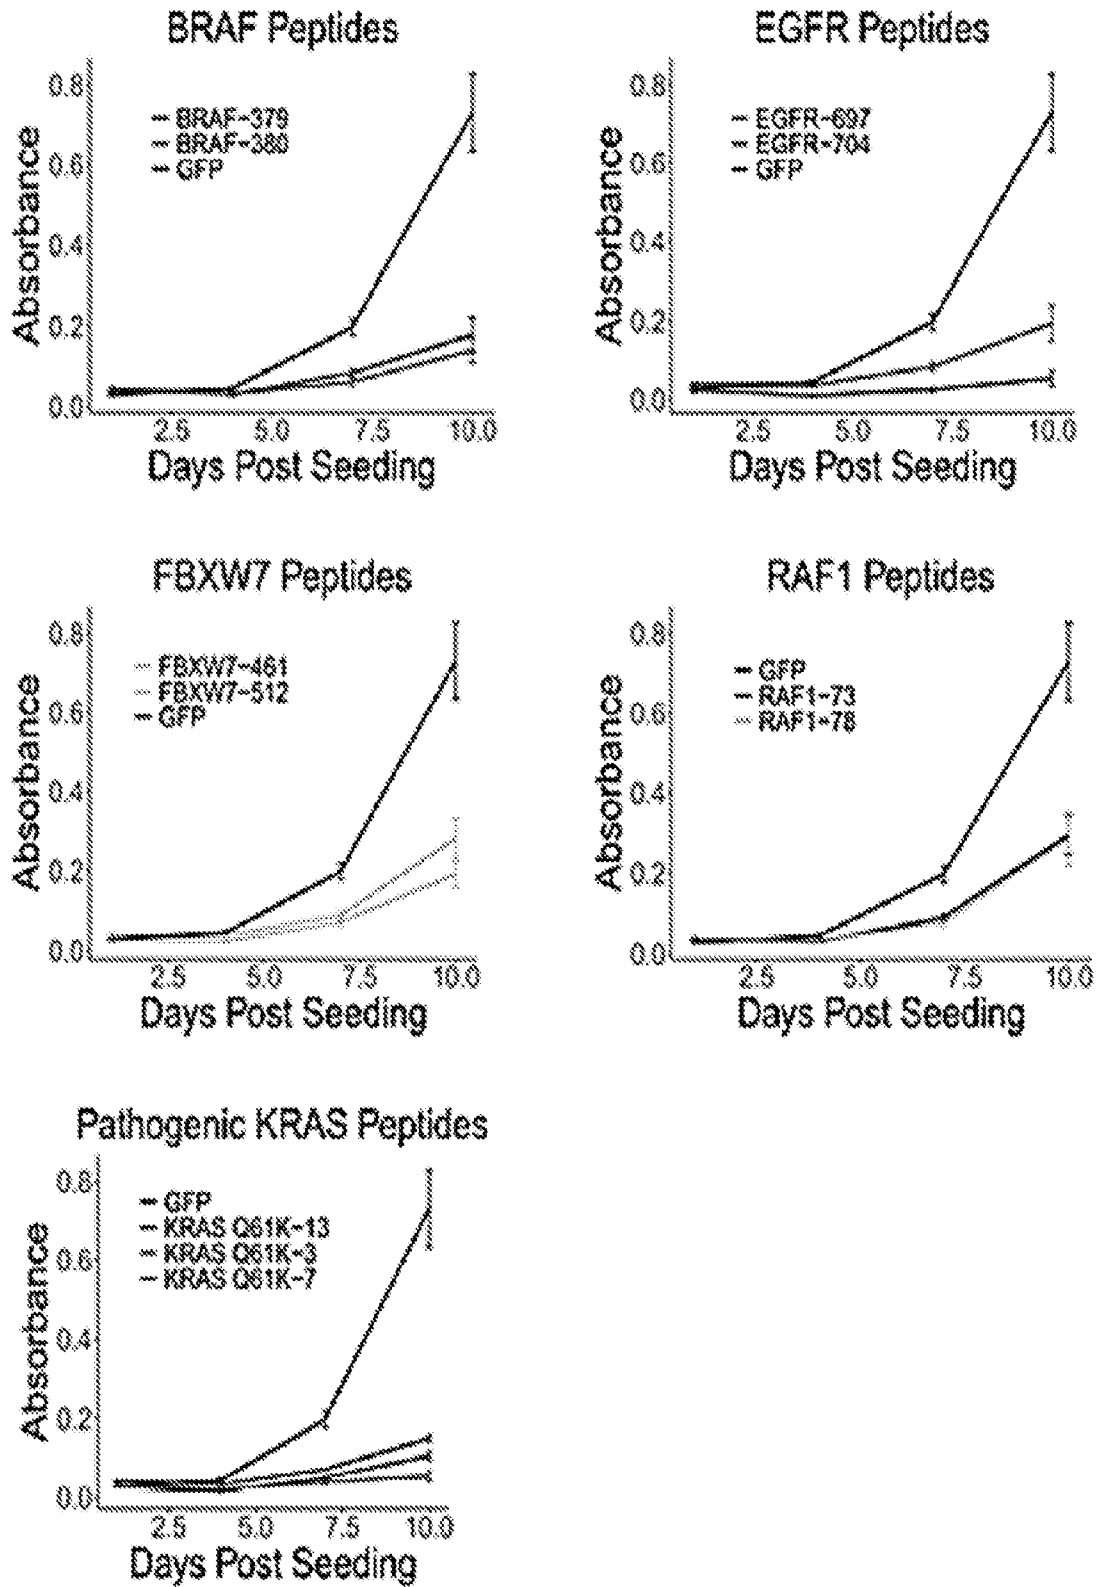 BRAF Peptides
Absorbance
0.8
0.6
0.4
0.2
0.0
BRAF-379
BRAF-380
GFP
2.5 5.0 7.5 10.0
Days Post Seeding
EGFR Peptides
Absorbance
0.8
0.6
0.4
0.2
0.0
EGFR-697
EGFR-704
GFP
2.5 5.0 7.5 10.0
Days Post Seeding
FBXW7 Peptides
Absorbance
0.8
0.6
0.4
0.2
0.0
FBXW7-461
FBXW7-512
GFP
2.5 5.0 7.5 10.0
Days Post Seeding
RAF1 Peptides
Absorbance
0.8
0.6
0.4
0.2
0.0
GFP
RAF1-73
RAF1-78
2.5 5.0 7.5 10.0
Days Post Seeding
Pathogenic KRAS Peptides
Absorbance
0.8
0.6
0.4
0.2
0.0
GFP
KRAS Q61K-13
KRAS Q61K-3
KRAS Q61K-7
2.5 5.0 7.5 10.0
Days Post Seeding